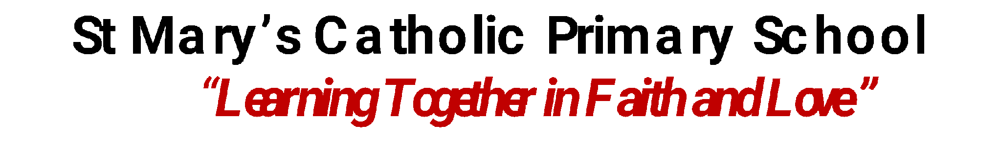 St Mary’s Catholic Primary School
“Learning Together in Faith and Love”